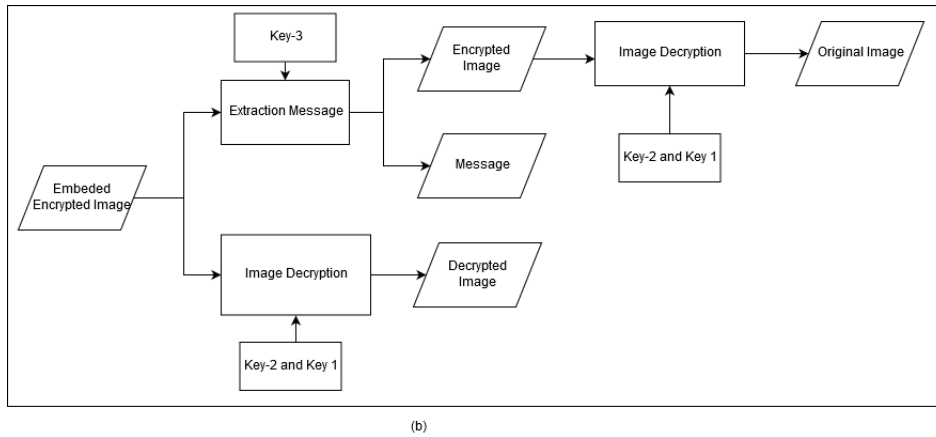 Key-3
Extraction Message
Encrypted
Image
Image Decryption
Original Image
Message
Key-2 and Key 1
Embeded
Encrypted Image
Image Decryption
Decrypted
Image
Key-2 and Key 1
(b)